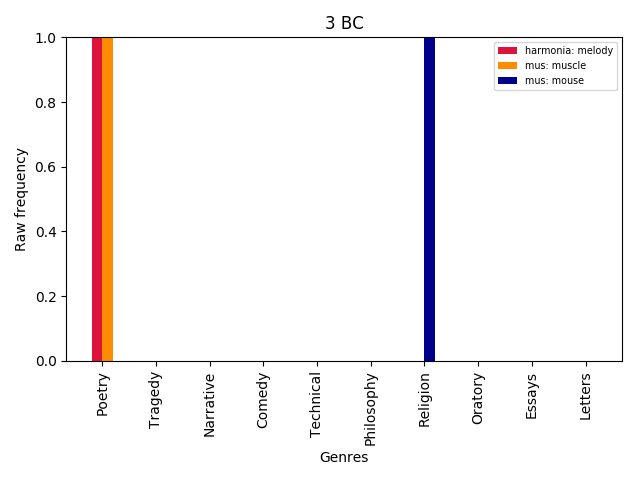 3 BC
harmonia: melody
mus: muscle
mus: mouse
Raw frequency
1.0
0.8
0.6
0.4
0.2
0.0
Poetry
Tragedy
Narrative
Comedy
Technical
Philosophy
Religion
Oratory
Essays
Letters
Genres